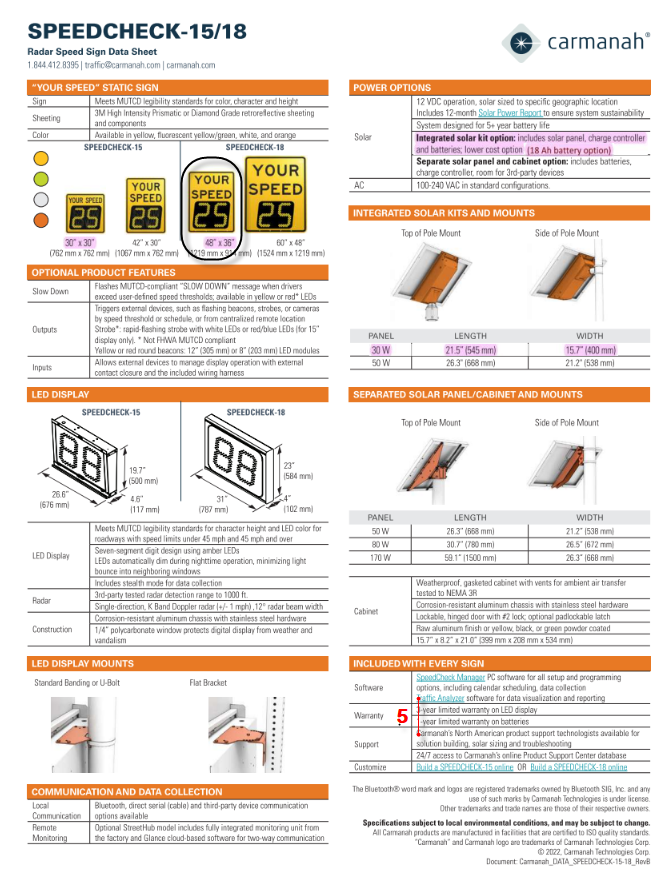 SPEEDCHECK-15/18
Radar Speed Sign Data Sheet
1.844.412.8395 | traffic@carmanah.com | carmanah.com
carmanah®
"YOUR SPEED" STATIC SIGN
Sign Meets MUTCD legibility standards for color, character and height
Sheeting 3M High Intensity Prismatic or Diamond Grade retroreflective sheeting
and components
Color Available in yellow, fluorescent yellow/green, white, and orange
SPEEDCHECK-15 SPEEDCHECK-18
YOUR SPEED 25
YOUR SPEED 25
YOUR SPEED 25
YOUR SPEED 25
30" x 30" 42" x 30" 48" x 36" 60" x 48"
(762 mm x 762 mm) (1067 mm x 762 mm) (1219 mm x 914 mm) (1524 mm x 1219 mm)
OPTIONAL PRODUCT FEATURES
Slow Down Flashes MUTCD-compliant "SLOW DOWN" message when drivers
exceed user-defined speed thresholds; available in yellow or red* LEDs
Outputs Triggers external devices, such as flashing beacons, strobes, or cameras
by speed threshold or schedule, or from centralized remote location
Strobe*: rapid-flashing strobe with white LEDs or red/blue LEDs (for 15"
display only). * Not FHWA MUTCD compliant
Yellow or red round beacons: 12" (305 mm) or 8" (203 mm) LED modules
Inputs Allows external devices to manage display operation with external
contact closure and the included wiring harness
LED DISPLAY
SPEEDCHECK-15 SPEEDCHECK-18
88
19.7"
(500 mm)
26.6"
(676 mm)
4.6"
(117 mm)
88
23"
(584 mm)
31"
(787 mm)
4"
(102 mm)
LED Display Meets MUTCD legibility standards for character height and LED color for
roadways with speed limits under 45 mph and 45 mph and over
Seven-segment digit design using amber LEDs
LEDs automatically dim during nighttime operation, minimizing light
bounce into neighboring windows
Includes stealth mode for data collection
Radar 3rd-party tested radar detection range to 1000 ft.
Single-direction, K Band Doppler radar (+/- 1 mph) ,12° radar beam width
Construction Corrosion-resistant aluminum chassis with stainless steel hardware
1/4" polycarbonate window protects digital display from weather and
vandalism
LED DISPLAY MOUNTS
Standard Banding or U-Bolt Flat Bracket
COMMUNICATION AND DATA COLLECTION
Local Communication Bluetooth, direct serial (cable) and third-party device communication
options available
Remote Monitoring Optional StreetHub model includes fully integrated monitoring unit from
the factory and Glance cloud-based software for two-way communication
POWER OPTIONS
Solar 12 VDC operation, solar sized to specific geographic location
Includes 12-month Solar Power Report to ensure system sustainability
System designed for 5+ year battery life
Integrated solar kit option: includes solar panel, charge controller
and batteries; lower cost option (18 Ah battery option)
Separate solar panel and cabinet option: includes batteries,
charge controller, room for 3rd-party devices
AC 100-240 VAC in standard configurations.
INTEGRATED SOLAR KITS AND MOUNTS
Top of Pole Mount Side of Pole Mount
PANEL LENGTH WIDTH
30 W 21.5" (545 mm) 15.7" (400 mm)
50 W 26.3" (668 mm) 21.2" (538 mm)
SEPARATED SOLAR PANEL/CABINET AND MOUNTS
Top of Pole Mount Side of Pole Mount
PANEL LENGTH WIDTH
50 W 26.3" (668 mm) 21.2" (538 mm)
80 W 30.7" (780 mm) 26.5" (672 mm)
170 W 59.1" (1500 mm) 26.3" (668 mm)
Cabinet Weatherproof, gasketed cabinet with vents for ambient air transfer
tested to NEMA 3R
Corrosion-resistant aluminum chassis with stainless steel hardware
Lockable, hinged door with #2 lock; optional padlockable latch
Raw aluminum finish or yellow, black, or green powder coated
15.7" x 8.2" x 21.0" (399 mm x 208 mm x 534 mm)
INCLUDED WITH EVERY SIGN
Software SpeedCheck Manager PC software for all setup and programming
options, including calendar scheduling, data collection
Traffic Analyzer software for data visualization and reporting
Warranty 5 -year limited warranty on LED display
-year limited warranty on batteries
Support Carmanah's North American product support technologists available for
solution building, solar sizing and troubleshooting
24/7 access to Carmanah's online Product Support Center database
Customize Build a SPEEDCHECK-15 online OR Build a SPEEDCHECK-18 online
The Bluetooth® word mark and logos are registered trademarks owned by Bluetooth SIG, Inc. and any
use of such marks by Carmanah Technologies is under license.
Other trademarks and trade names are those of their respective owners.
Specifications subject to local environmental conditions, and may be subject to change.
All Carmanah products are manufactured in facilities that are certified to ISO quality standards.
"Carmanah" and Carmanah logo are trademarks of Carmanah Technologies Corp.
© 2022, Carmanah Technologies Corp.
Document: Carmanah_DATA_SPEEDCHECK-15-18_RevB